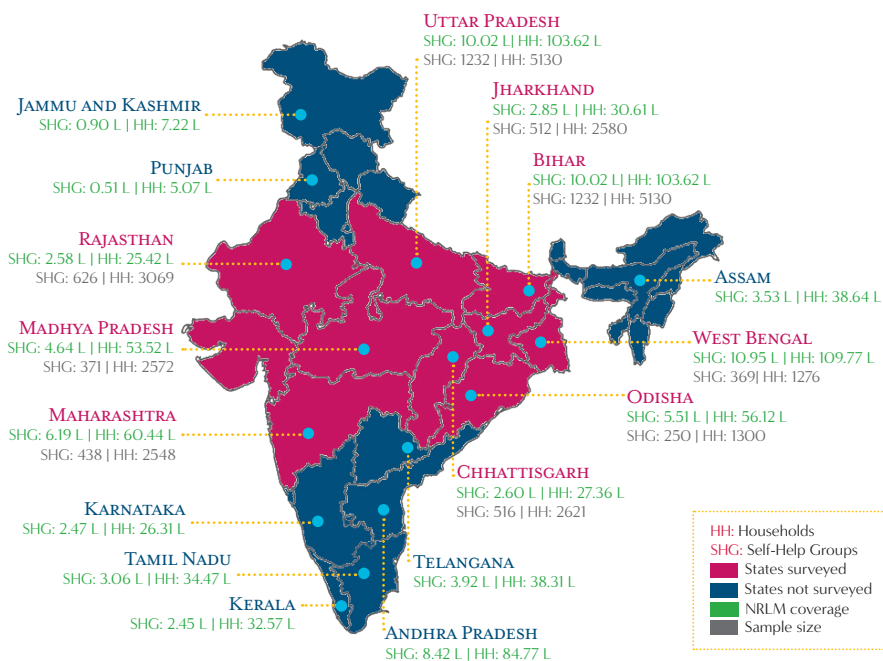 UTTAR PRADESH
SHG: 10.02 L| HH: 103.62 L
SHG: 1232 | HH: 5130
JHARKHAND
SHG: 2.85 L | HH: 30.61 L
SHG: 512 | HH: 2580
BIHAR
SHG: 10.02 L | HH: 103.62 L
SHG: 1232 | HH: 5130
JAMMU AND KASHMIR
SHG: 0.90 L | HH: 7.22 L
PUNJAB
SHG: 0.51 L | HH: 5.07 L
RAJASTHAN
SHG: 2.58 L | HH: 25.42 L
SHG: 626 | HH: 3069
ASSAM
SHG: 3.53 L | HH: 38.64 L
MADHYA PRADESH
SHG: 4.64 L | HH: 53.52 L
SHG: 371 | HH: 2572
WEST BENGAL
SHG: 10.95 L | HH: 109.77 L
SHG: 369| HH: 1276
ODISHA
SHG: 5.51 L | HH: 56.12 L
SHG: 250 | HH: 1300
MAHARASHTRA
SHG: 6.19 L | HH: 60.44 L
SHG: 438 | HH: 2548
CHHATTISGARH
SHG: 2.60 L | HH: 27.36 L
SHG: 516 | HH: 2621
KARNATAKA
SHG: 2.47 L | HH: 26.31 L
TAMIL NADU
SHG: 3.06 L | HH: 34.47 L
TELANGANA
SHG: 3.92 L | HH: 38.31 L
KERALA
SHG: 2.45 L | HH: 32.57 L
ANDHRA PRADESH
SHG: 8.42 L | HH: 84.77 L
HH: Households
SHG: Self-Help Groups
States surveyed
States not surveyed
NRLM coverage
Sample size